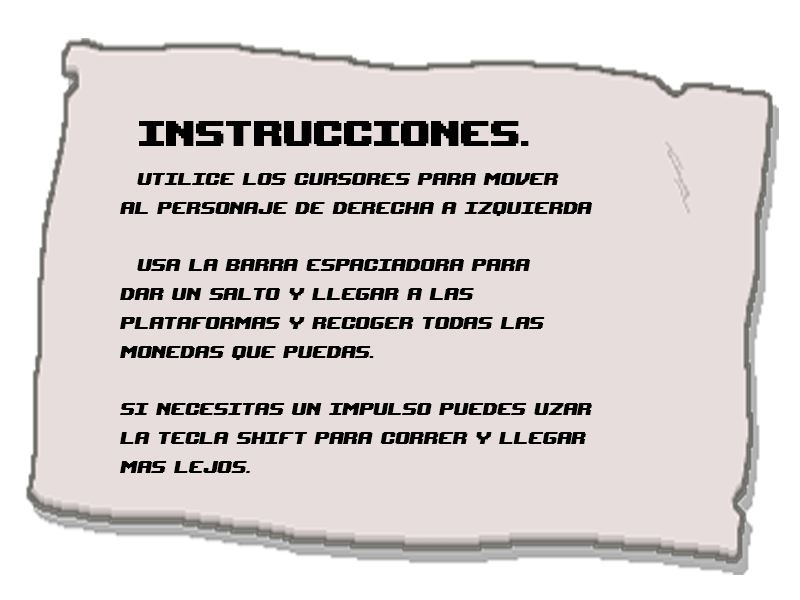 INSTRUCCIONES.
UTILICE LOS CURSORES PARA MOVER
AL PERSONAJE DE DERECHA A IZQUIERDA
USA LA BARRA ESPACIADORA PARA
DAR UN SALTO Y LLEGAR A LAS
PLATAFORMAS Y RECOGER TODAS LAS
MONEDAS QUE PUEDAS.
SI NECESITAS UN IMPULSO PUEDES UZAR
LA TECLA SHIFT PARA CORRER Y LLEGAR
MAS LEJOS.